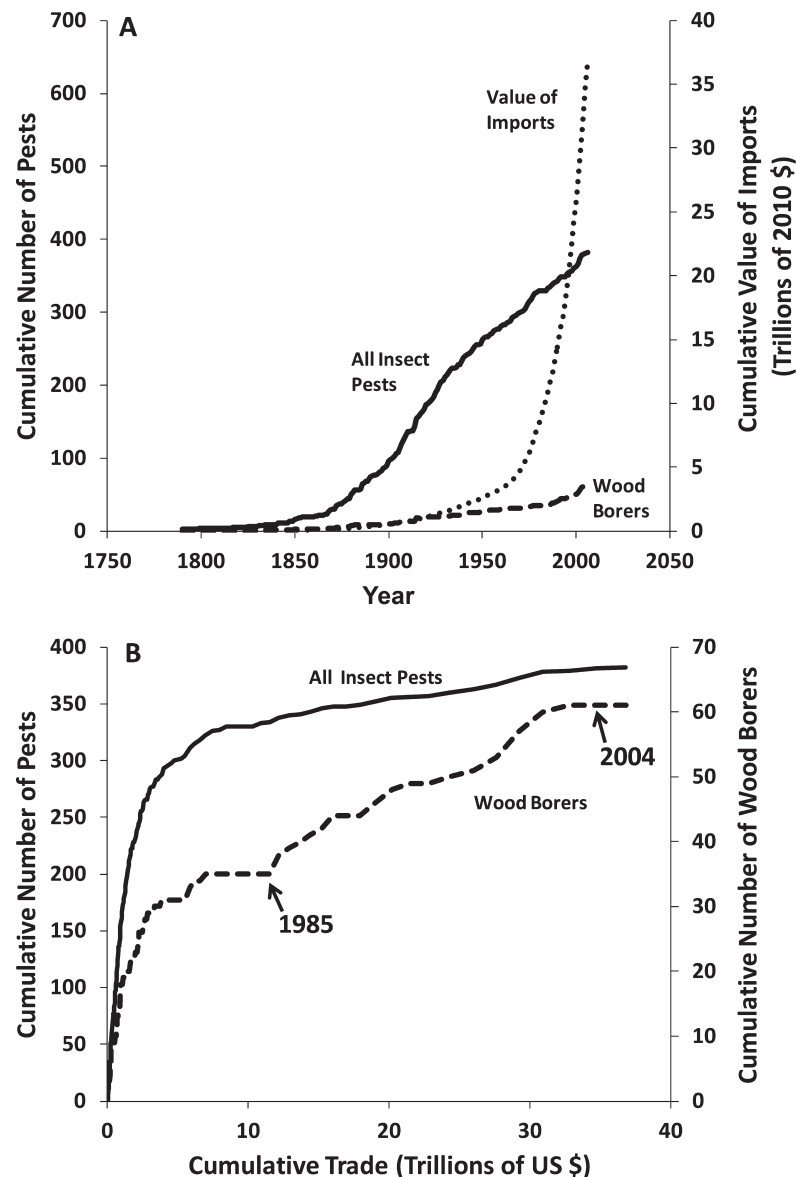 A
Cumulative Number of Pests
700
600
500
400
300
200
100
0
Value of
Imports
All Insect
Pests
Wood
Borers
40
35
30
25
20
15
10
5
0
Cumulative Value of Imports
(Trillions of 2010 $)
1750 1800 1850 1900 1950 2000 2050
Year
B
Cumulative Number of Pests
400
350
300
250
200
150
100
50
0
All Insect Pests
2004
Wood Borers
1985
70
60
50
40
30
20
10
0
Cumulative Number of Wood Borers
0 10 20 30 40
Cumulative Trade (Trillions of US $)